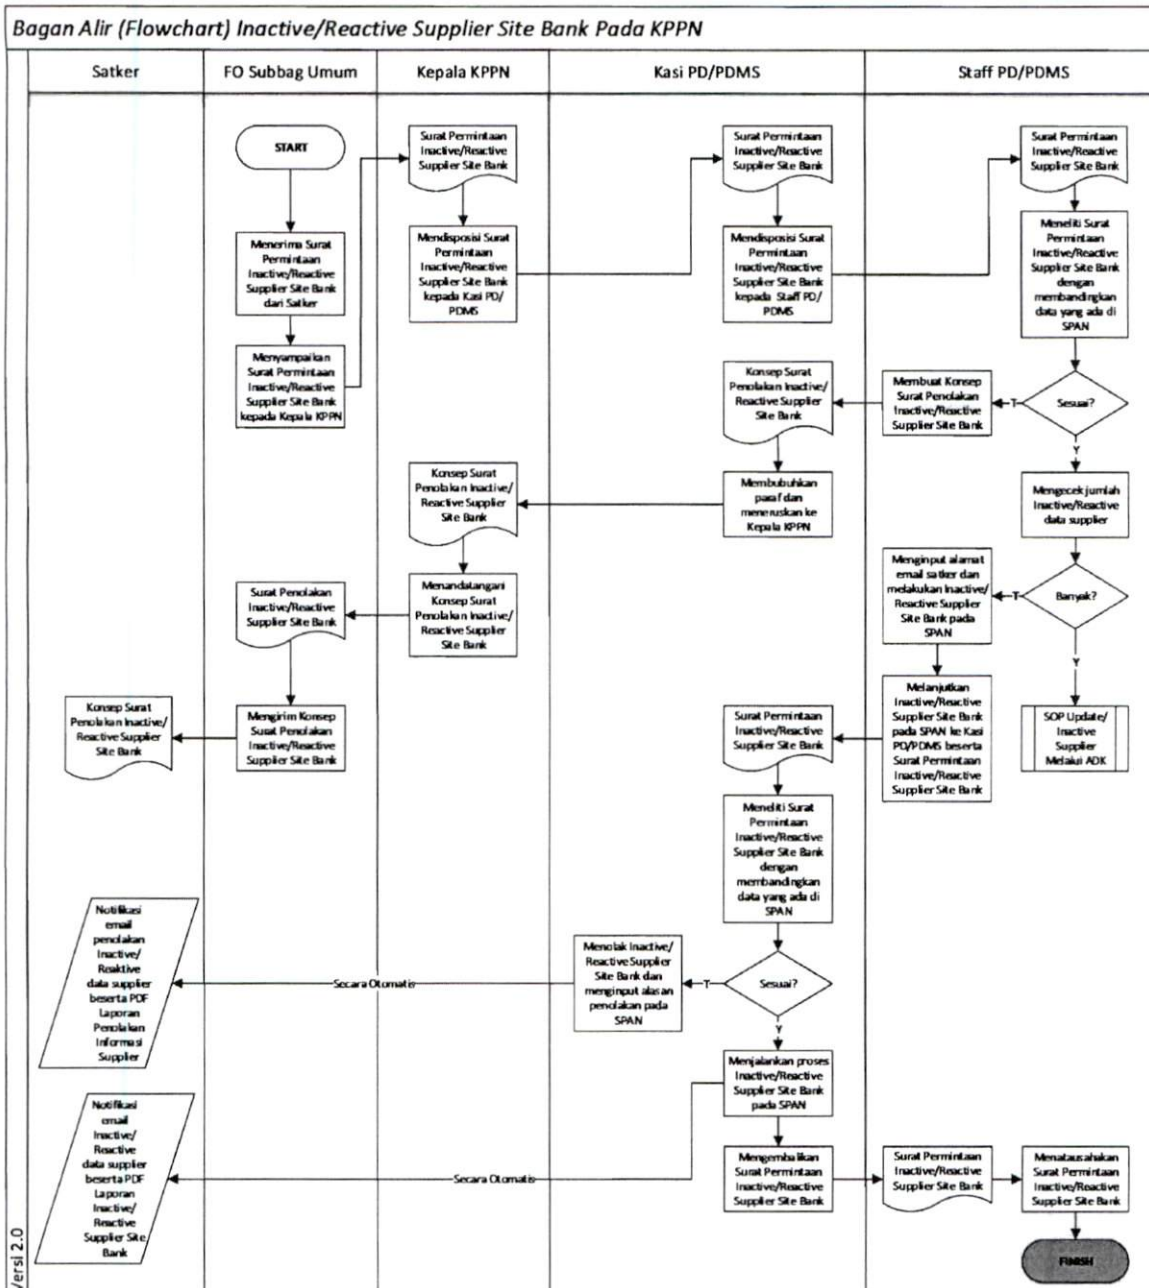 Bagan Alir (Flowchart) Inactive/Reactive Supplier Site Bank Pada KPPN
Satker
FO Subbag Umum
Kepala KPPN
Kasi PD/PDMS
Staff PD/PDMS
START
Menerima Surat
Permintaan
Inactive/Reactive
Supplier Site Bank
dari Satker
Menyampaikan
Surat Permintaan
Inactive/Reactive
Supplier Site Bank
kepada Kepala KPPN
Surat Permintaan
Inactive/Reactive
Supplier Site Bank
Mendisposisi Surat
Permintaan
Inactive/Reactive
Supplier Site Bank
kepada Kasi PD/
PDMS
Surat Permintaan
Inactive/Reactive
Supplier Site Bank
Mendisposisi Surat
Permintaan
Inactive/Reactive
Supplier Site Bank
kepada Staff PD/
PDMS
Surat Permintaan
Inactive/Reactive
Supplier Site Bank
Meneliti Surat
Permintaan
Inactive/Reactive
Supplier Site Bank
dengan
membandingkan
data yang ada di
SPAN
Sesuai?
T
Membuat Konsep
Surat Penolakan
Inactive/Reactive
Supplier Site Bank
Konsep Surat
Penolakan Inactive/
Reactive Supplier
Site Bank
Membubuhkan
paraf dan
meneruskan ke
Kepala KPPN
Konsep Surat
Penolakan Inactive/
Reactive Supplier
Site Bank
Menandatangani
Konsep Surat
Penolakan Inactive/
Reactive Supplier
Site Bank
Surat Penolakan
Inactive/Reactive
Supplier Site Bank
Mengirim Konsep
Surat Penolakan
Inactive/Reactive
Supplier Site Bank
Konsep Surat
Penolakan Inactive/
Reactive Supplier
Site Bank
Y
Mengecek jumlah
Inactive/Reactive
data supplier
Banyak?
T
Menginput alamat
email satker dan
melakukan Inactive/
Reactive Supplier
Site Bank pada
SPAN
Y
SOP Update/
Inactive
Supplier
Melalui ADK
Melanjutkan
Inactive/Reactive
Supplier Site Bank
pada SPAN ke Kasi
PD/PDMS beserta
Surat Permintaan
Inactive/Reactive
Supplier Site Bank
Surat Permintaan
Inactive/Reactive
Supplier Site Bank
Meneliti Surat
Permintaan
Inactive/Reactive
Supplier Site Bank
dengan
membandingkan
data yang ada di
SPAN
Sesuai?
T
Menolak Inactive/
Reactive Supplier
Site Bank dan
menginput alasan
penolakan pada
SPAN
Secara Otomatis
Notifikasi
email
penolakan
Inactive/
Reaktive
data supplier
beserta PDF
Laporan
Penolakan
Informasi
Supplier
Y
Menjalankan proses
Inactive/Reactive
Supplier Site Bank
pada SPAN
Secara Otomatis
Notifikasi
email
Inactive/
Reactive
data supplier
beserta PDF
Laporan
Inactive/
Reactive
Supplier Site
Bank
Mengembalikan
Surat Permintaan
Inactive/Reactive
Supplier Site Bank
Surat Permintaan
Inactive/Reactive
Supplier Site Bank
Menatausahakan
Surat Permintaan
Inactive/Reactive
Supplier Site Bank
FINISH
Versi 2.0